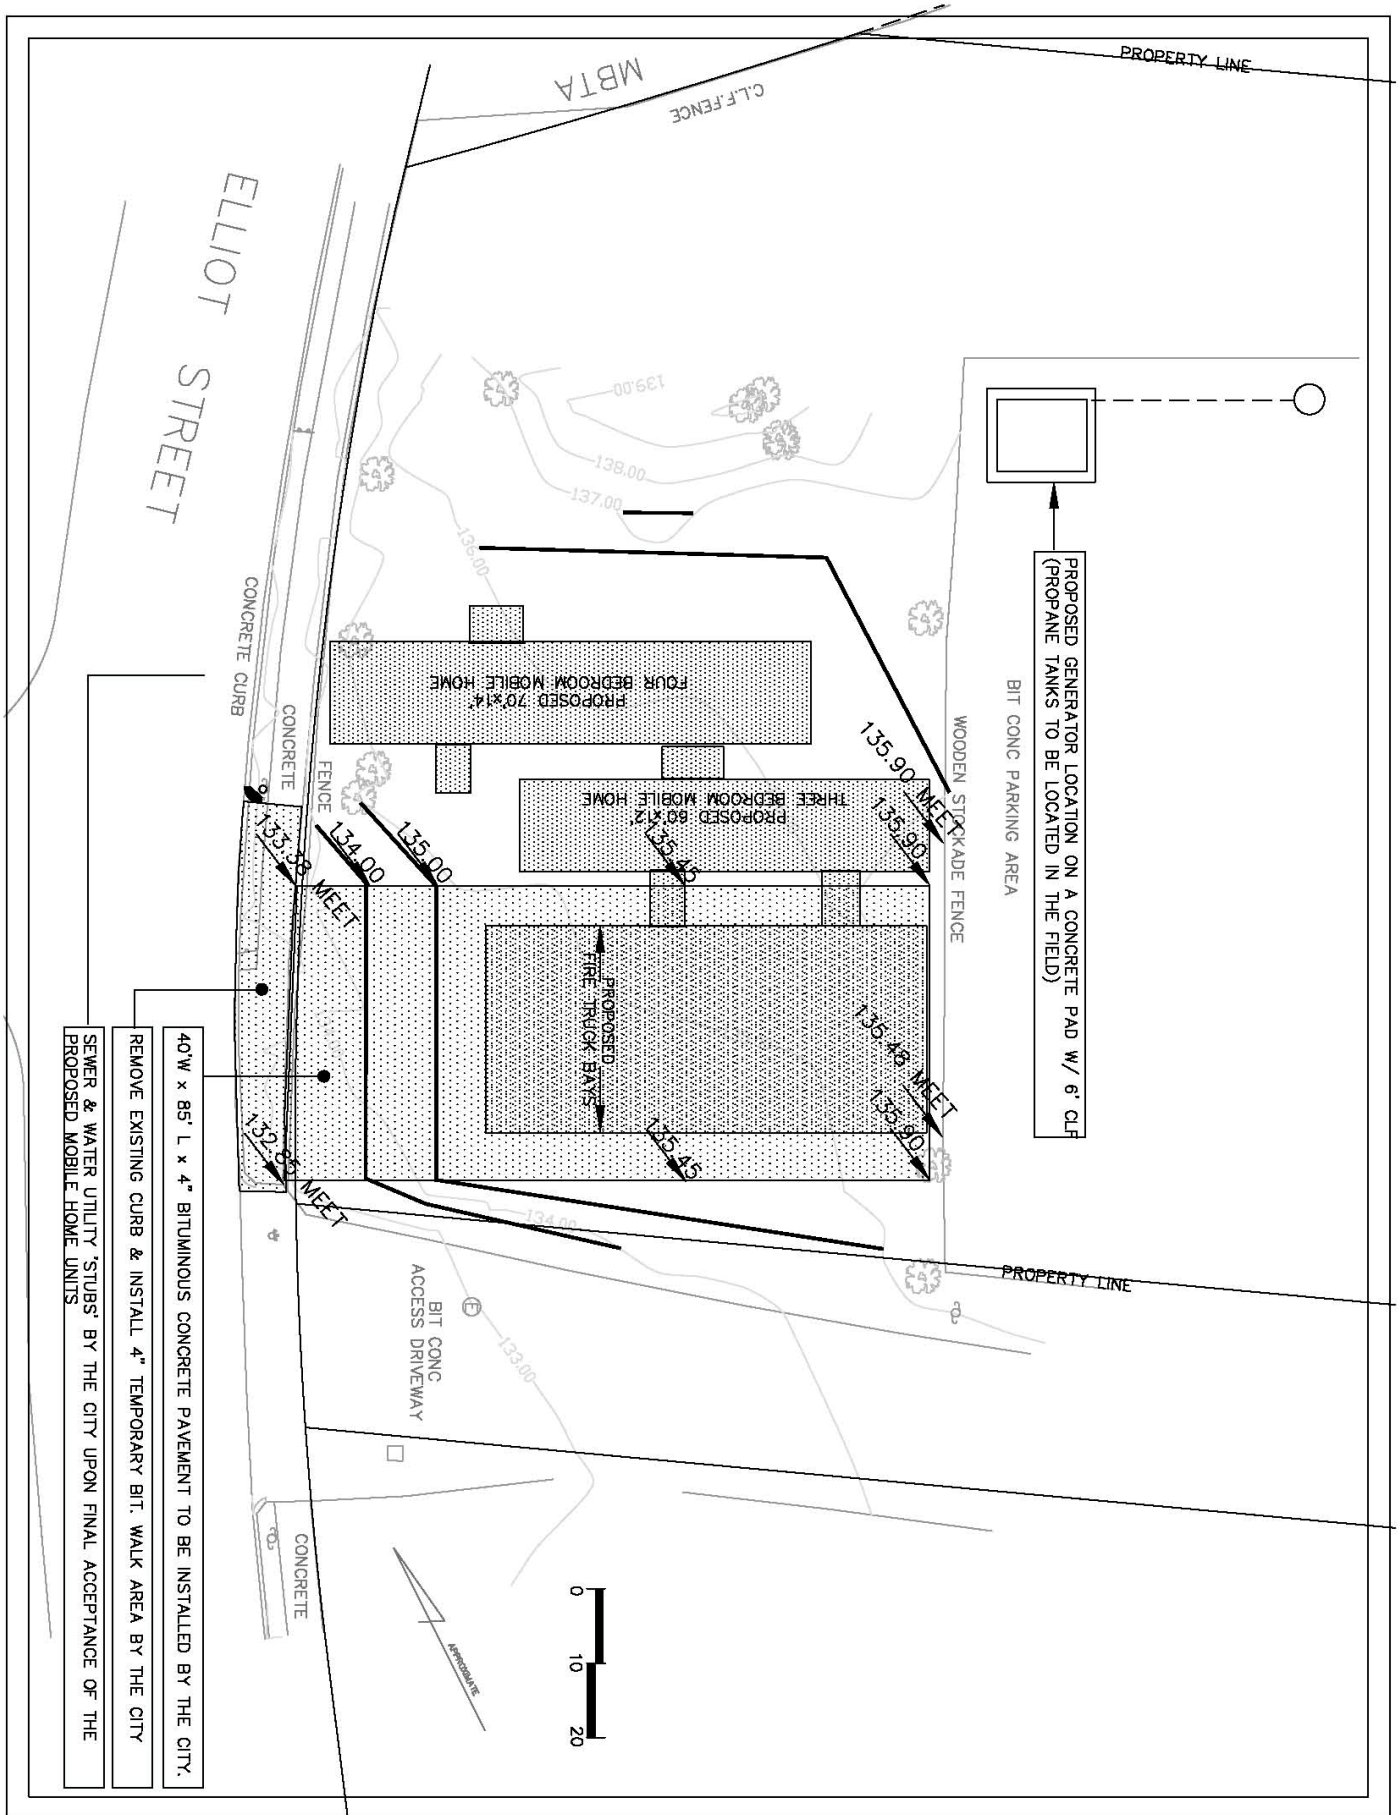 PROPERTY LINE
MBTA
C.L.F.FENCE
ELLIOT STREET
139.00
138.00
137.00
136.00
PROPOSED GENERATOR LOCATION ON A CONCRETE PAD W/ 6' CLF
(PROPANE TANKS TO BE LOCATED IN THE FIELD)
BIT CONC PARKING AREA
WOODEN STOCKADE FENCE
CONCRETE CURB
CONCRETE
FENCE
PROPOSED 70'x14'
FOUR BEDROOM MOBILE HOME
PROPOSED 60'x12'
THREE BEDROOM MOBILE HOME
135.90 MEET
135.90
135.45
135.00
134.00
133.38 MEET
PROPOSED
FIRE TRUCK BAYS
135.48 MEET
135.90
135.45
132.85 MEET
134.00
133.00
PROPERTY LINE
BIT CONC
ACCESS DRIVEWAY
E
CONCRETE
APPROXIMATE
0 10 20
40'W x 85' L x 4" BITUMINOUS CONCRETE PAVEMENT TO BE INSTALLED BY THE CITY.
REMOVE EXISTING CURB & INSTALL 4" TEMPORARY BIT. WALK AREA BY THE CITY
SEWER & WATER UTILITY 'STUBS' BY THE CITY UPON FINAL ACCEPTANCE OF THE
PROPOSED MOBILE HOME UNITS